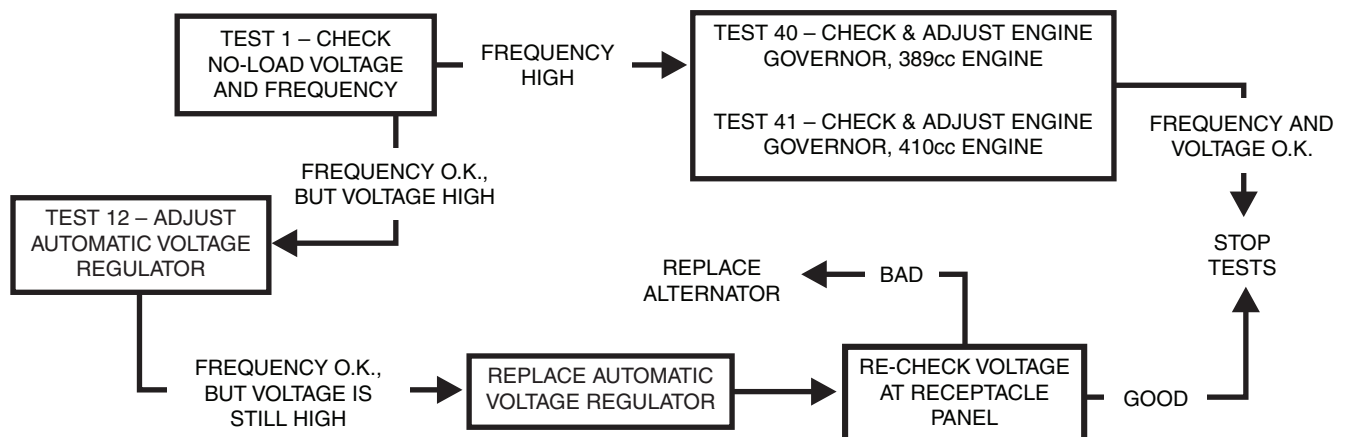 TEST 1 – CHECK
NO-LOAD VOLTAGE
AND FREQUENCY
FREQUENCY
HIGH
TEST 40 – CHECK & ADJUST ENGINE
GOVERNOR, 389cc ENGINE
TEST 41 – CHECK & ADJUST ENGINE
GOVERNOR, 410cc ENGINE
FREQUENCY AND
VOLTAGE O.K.
STOP
TESTS
FREQUENCY O.K.,
BUT VOLTAGE HIGH
TEST 12 – ADJUST
AUTOMATIC VOLTAGE
REGULATOR
FREQUENCY O.K.,
BUT VOLTAGE IS
STILL HIGH
REPLACE AUTOMATIC
VOLTAGE REGULATOR
RE-CHECK VOLTAGE
AT RECEPTACLE
PANEL
BAD
REPLACE
ALTERNATOR
GOOD